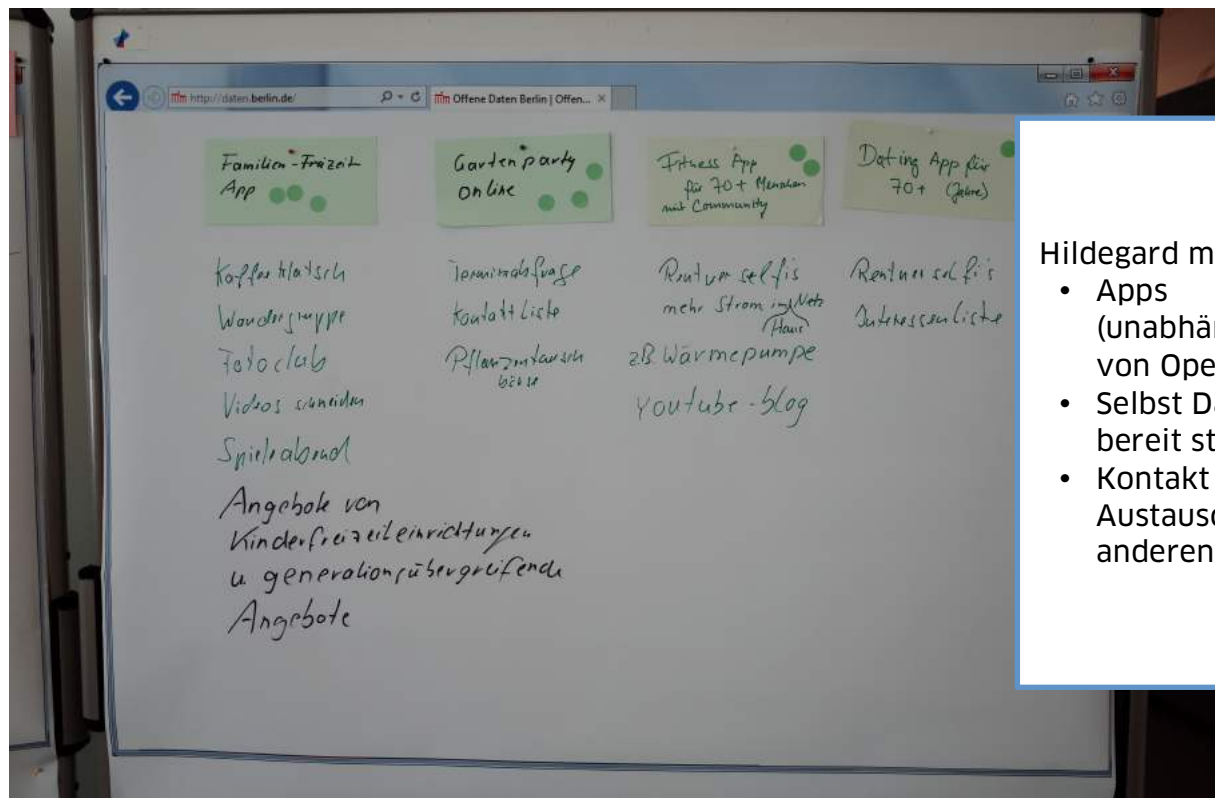 http://daten.berlin.de/
Offene Daten Berlin | Offen...
Familien-Freizeit
App
Kaffeeklatsch
Wandergruppe
Fotoclub
Videos schneiden
Spieleabend
Angebote von
Kinderfreizeiteinrichtungen
u. generationsübergreifende
Angebote
Gartenparty
online
Terminabfrage
Kontaktliste
Pflanzentausch
börse
Fitness App
für 70+ Menschen
mit Community
Rentner selfis
mehr Strom ins Netz
Haus
z.B. Wärmepumpe
Youtube-blog
Dating App für
70+ (Jahre)
Rentner selfis
Interessenliste
Hildegard m
• Apps
(unabhän
von Ope
• Selbst Da
bereit st
• Kontakt
Austausc
anderen